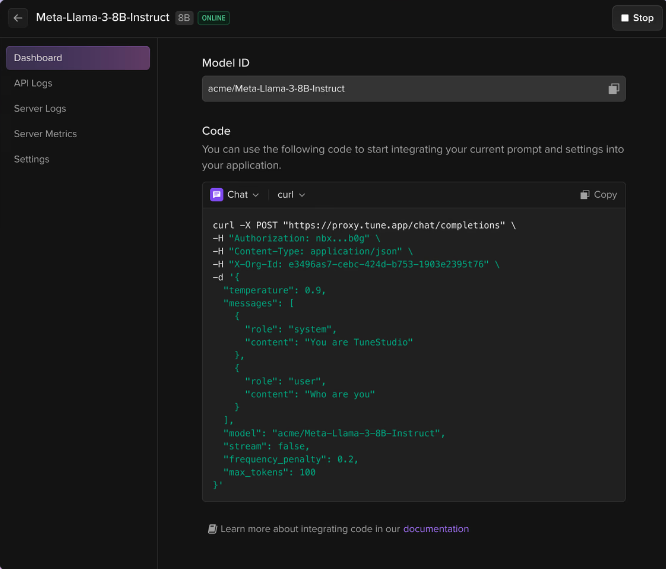 Meta-Llama-3-8B-Instruct 8B ONLINE
Stop
Dashboard
API Logs
Server Logs
Server Metrics
Settings
Model ID
acme/Meta-Llama-3-8B-Instruct
Code
You can use the following code to start integrating your current prompt and settings into
your application.
Chat curl Copy
curl -X POST "https://proxy.tune.app/chat/completions" \
-H "Authorization: nbx...b0g" \
-H "Content-Type: application/json" \
-H "X-Org-Id: e3496as7-cebc-424d-b753-1903e2395t76" \
-d '{
"temperature": 0.9,
"messages": [
{
"role": "system",
"content": "You are TuneStudio"
},
{
"role": "user",
"content": "Who are you"
}
],
"model": "acme/Meta-Llama-3-8B-Instruct",
"stream": false,
"frequency_penalty": 0.2,
"max_tokens": 100
}'
Learn more about integrating code in our documentation